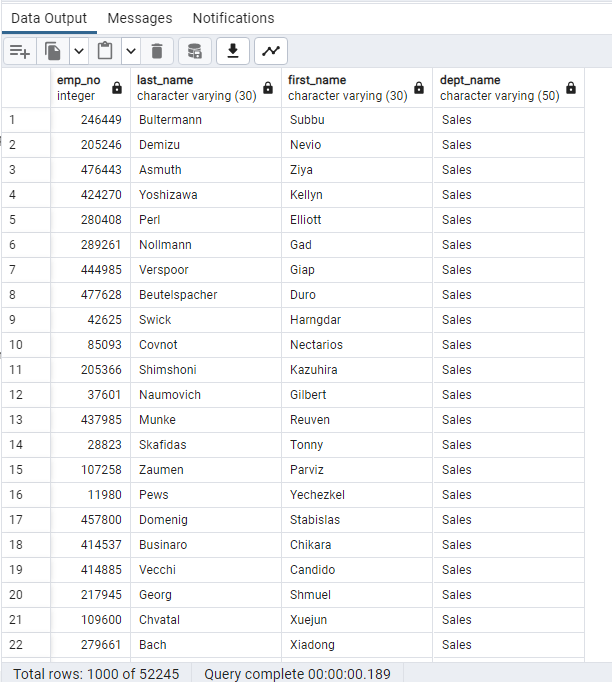 Data Output Messages Notifications
emp_no last_name first_name dept_name
integer character varying (30) character varying (30) character varying (50)
1 246449 Bultermann Subbu Sales
2 205246 Demizu Nevio Sales
3 476443 Asmuth Ziya Sales
4 424270 Yoshizawa Kellyn Sales
5 280408 Perl Elliott Sales
6 289261 Nollmann Gad Sales
7 444985 Verspoor Giap Sales
8 477628 Beutelspacher Duro Sales
9 42625 Swick Harngdar Sales
10 85093 Covnot Nectarios Sales
11 205366 Shimshoni Kazuhira Sales
12 37601 Naumovich Gilbert Sales
13 437985 Munke Reuven Sales
14 28823 Skafidas Tonny Sales
15 107258 Zaumen Parviz Sales
16 11980 Pews Yechezkel Sales
17 457800 Domenig Stabislas Sales
18 414537 Businaro Chikara Sales
19 414885 Vecchi Candido Sales
20 217945 Georg Shmuel Sales
21 109600 Chvatal Xuejun Sales
22 279661 Bach Xiadong Sales
Total rows: 1000 of 52245 Query complete 00:00:00.189